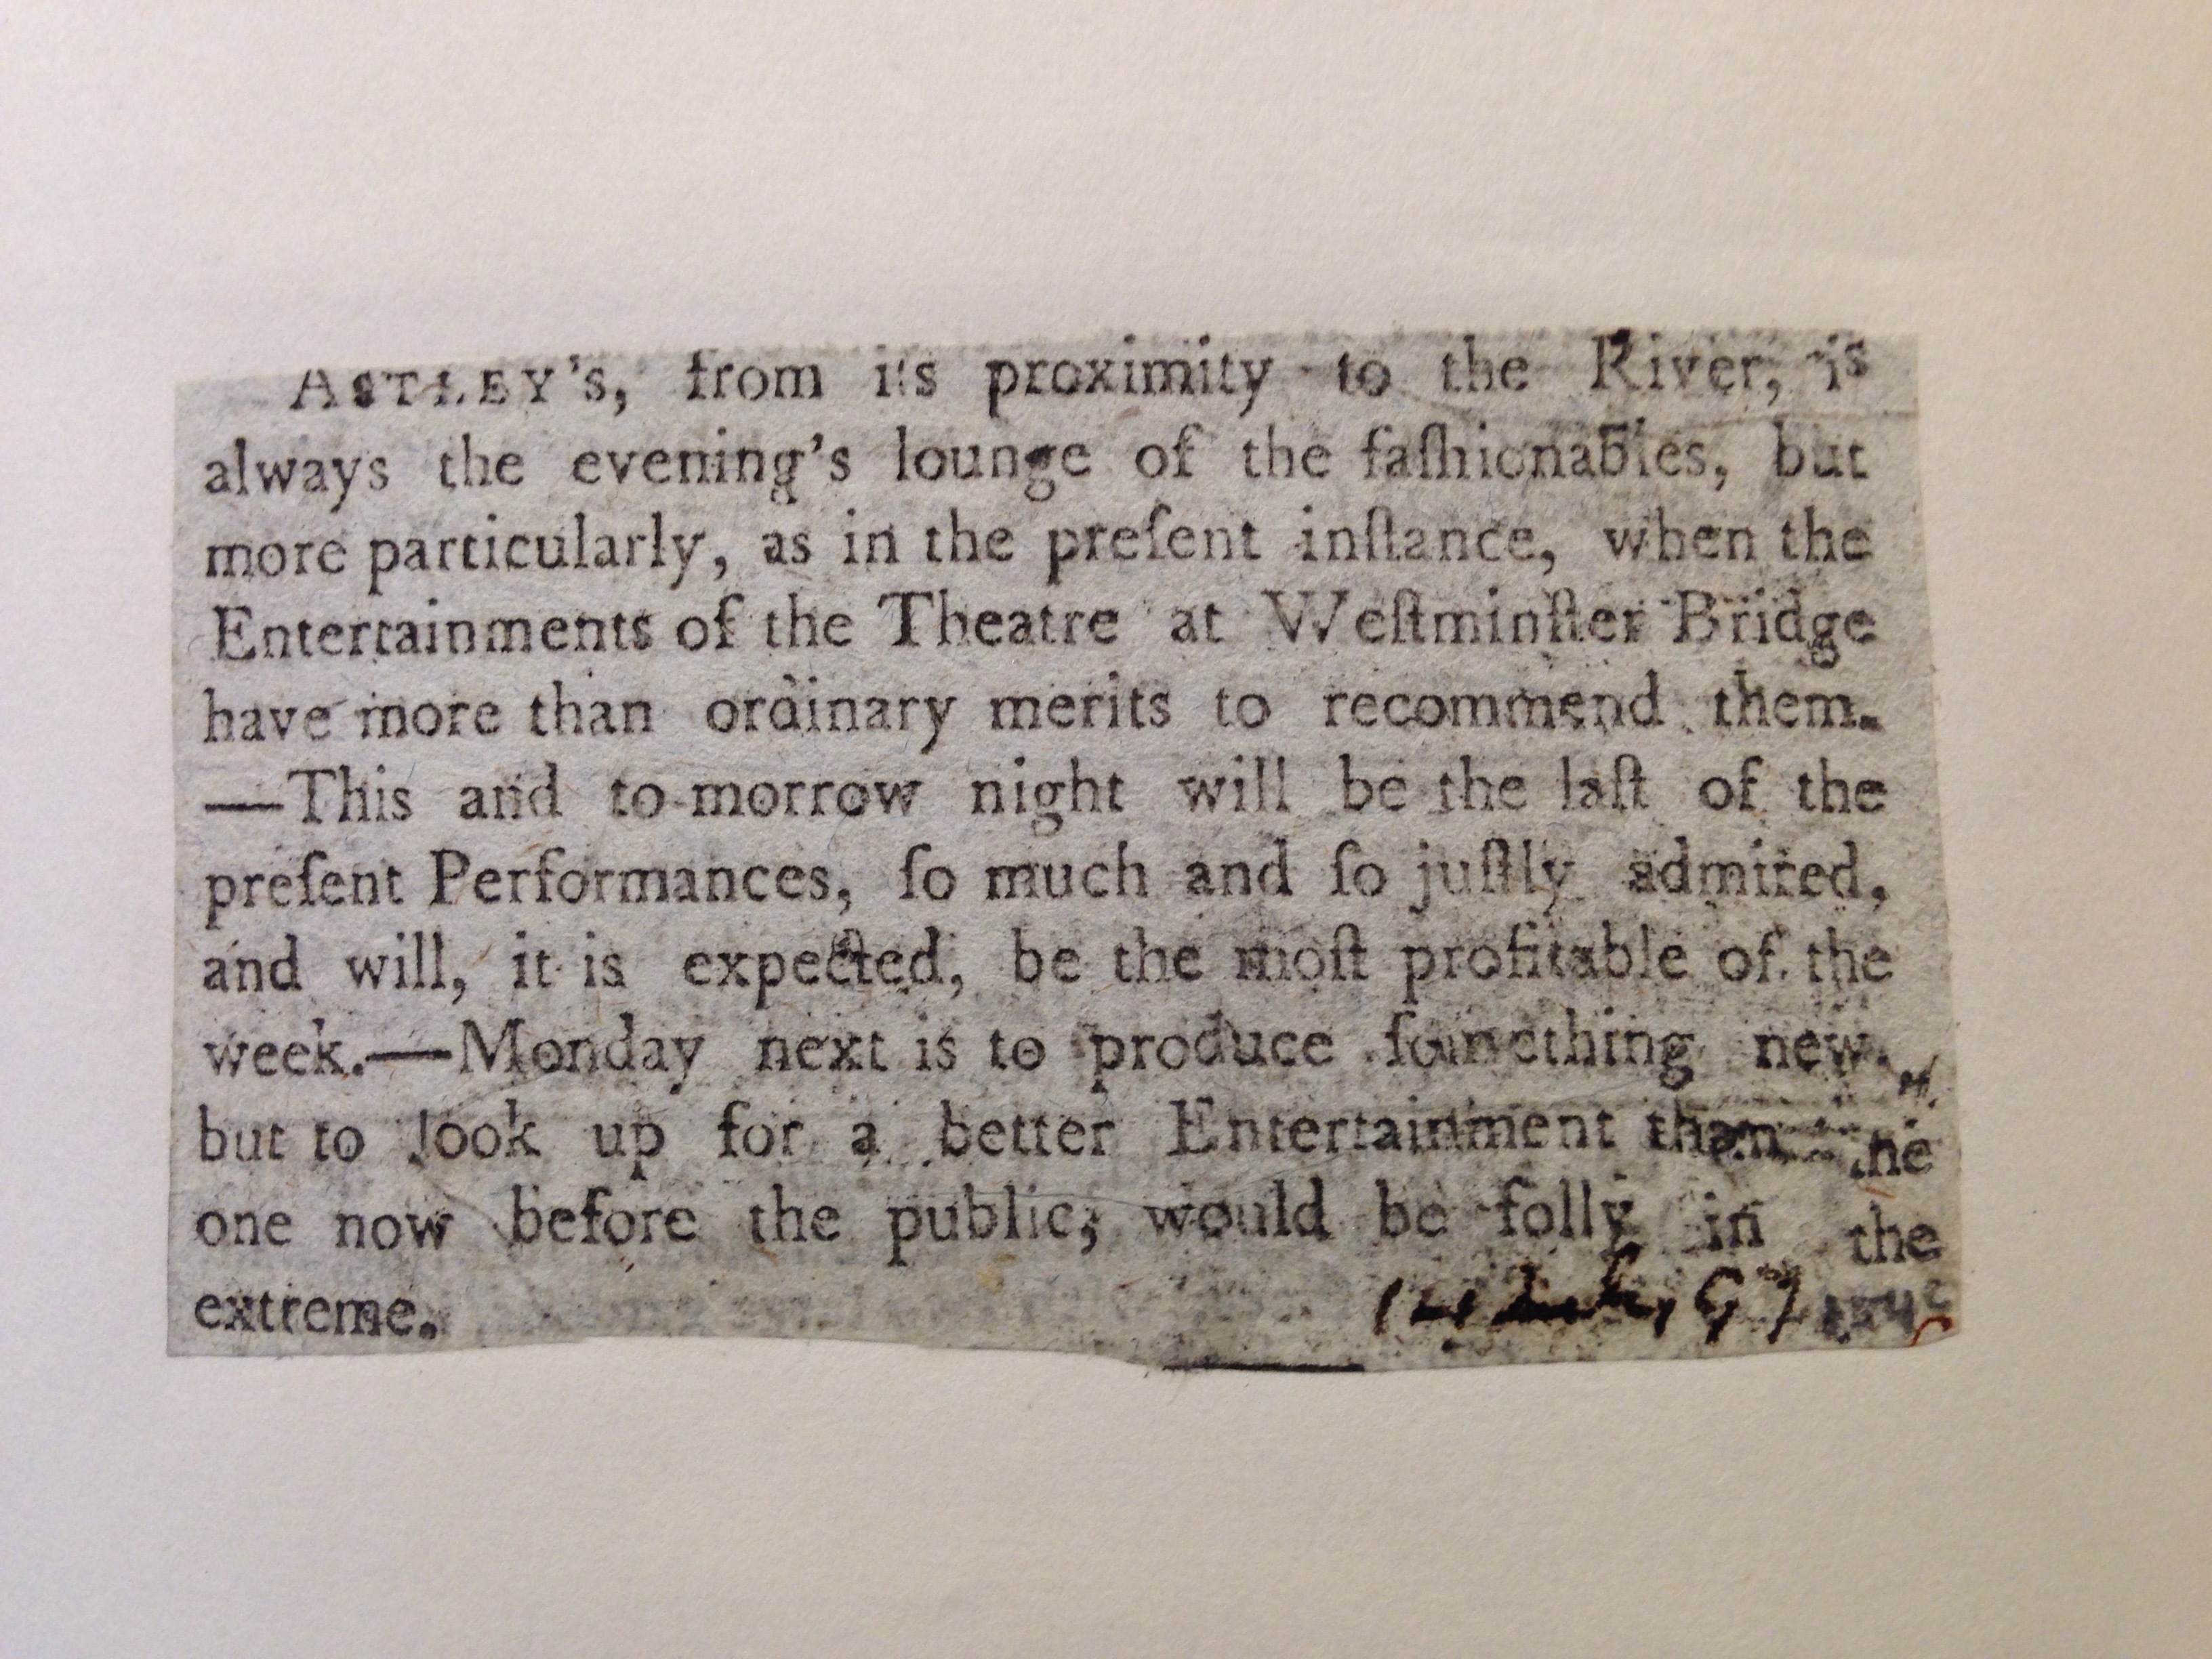 ASTLEY's, from its proximity to the River, is
always the evening's lounge of the faſhionables, but
more particularly, as in the preſent inſtance, when the
Entertainments of the Theatre at Weſtminſter Bridge
have more than ordinary merits to recommend them.
—This and to-morrow night will be the laſt of the
preſent Performances, ſo much and ſo juſtly admired,
and will, it is expected, be the moſt profitable of the
week.—Monday next is to produce ſomething new.
but to look up for a better Entertainment than the
one now before the public, would be folly in the
extreme.
14 July 97